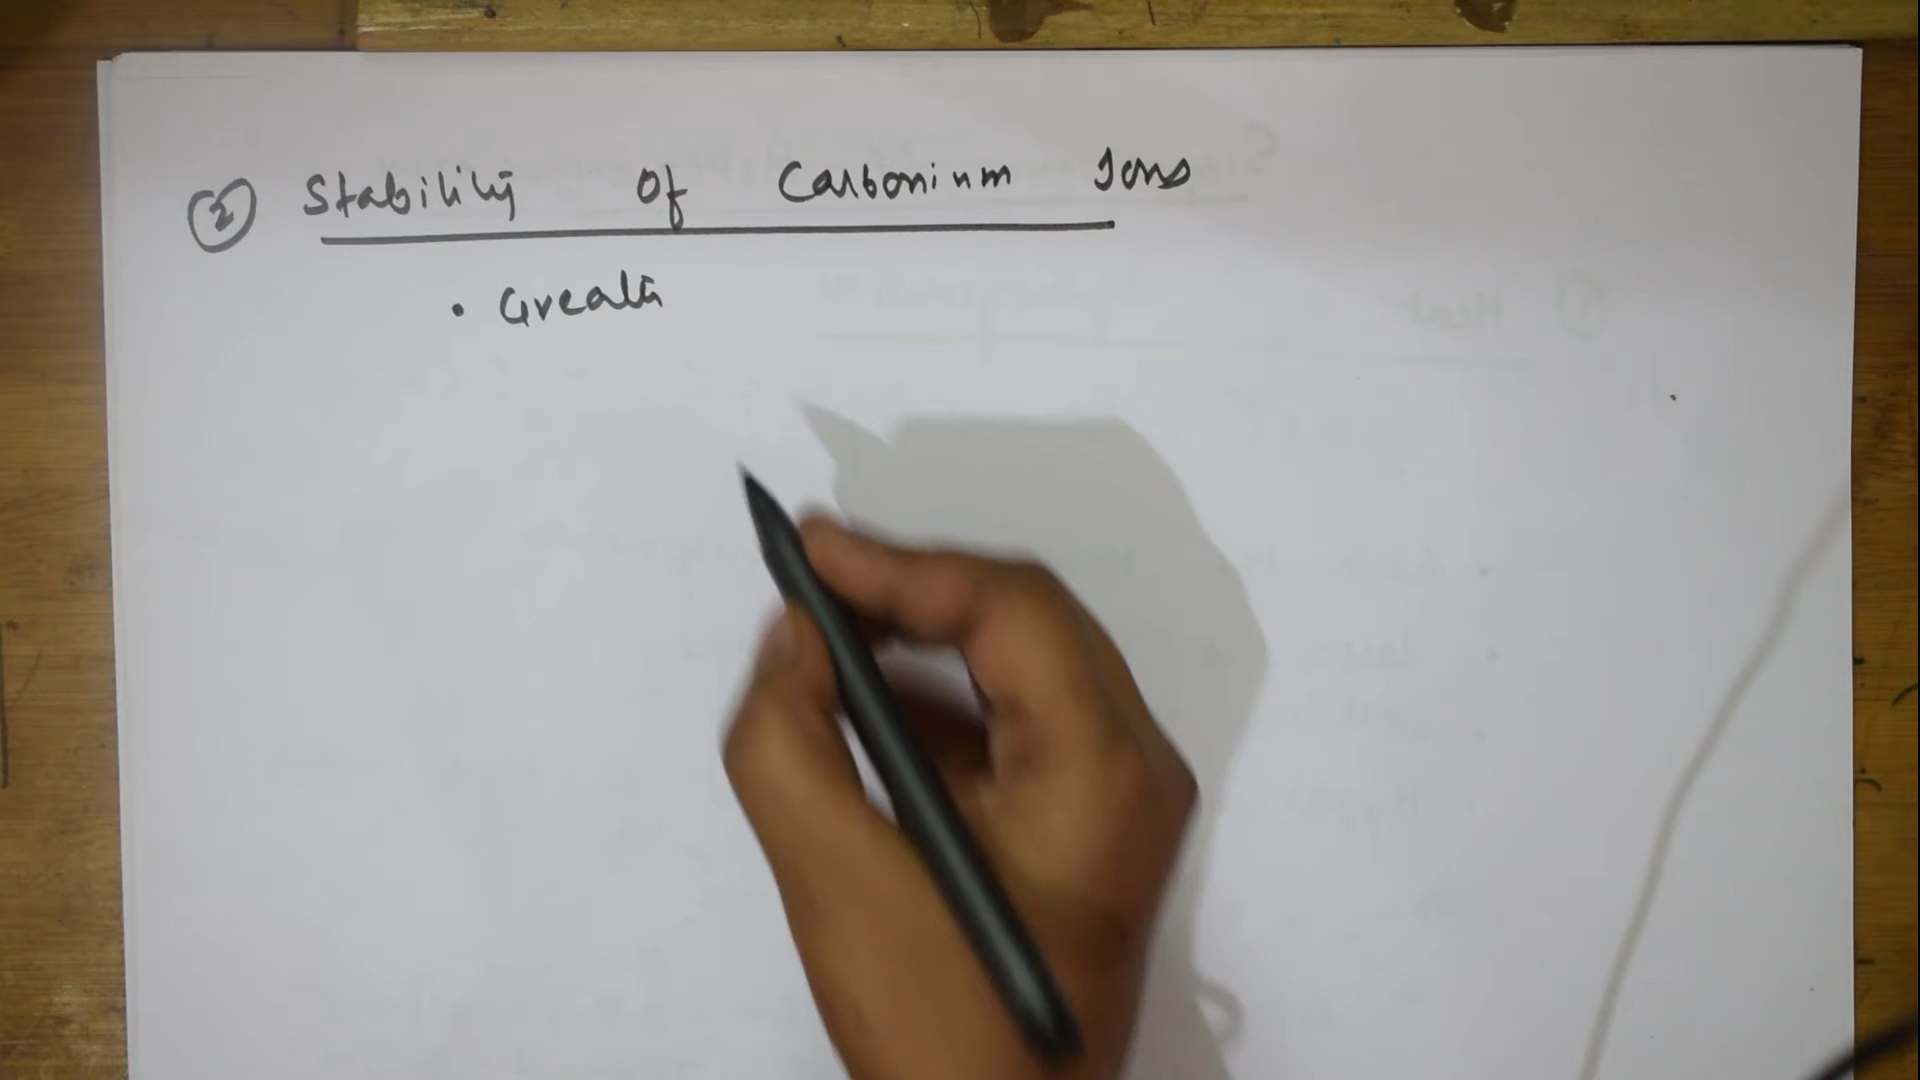 ② Stability Of Carbonium Ions
• Greater